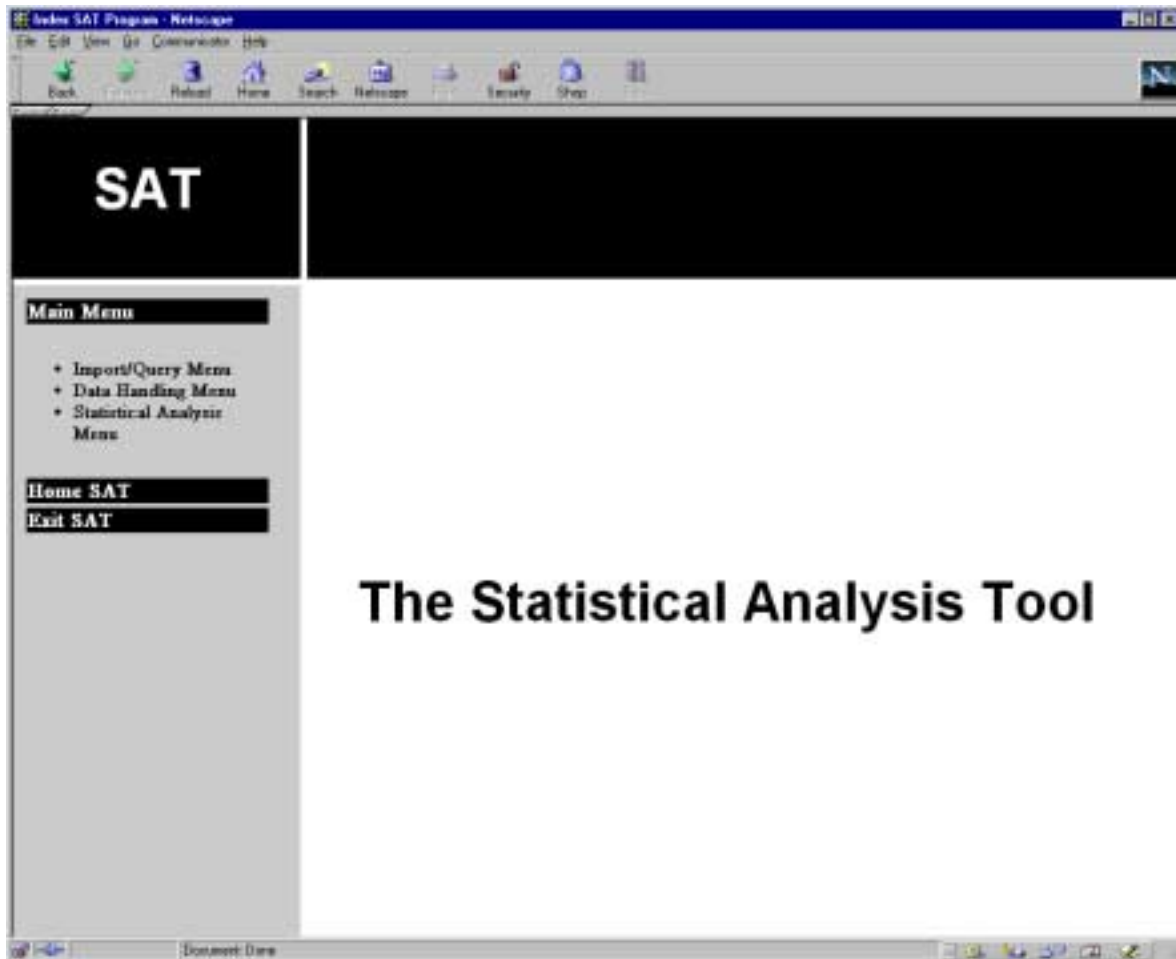 Index SAT Program - Netscape
File Edit View Go Communicator Help
Back Reload Home Search Netscape Security Shop
N
SAT
Main Menu
Import/Query Menu
Data Handling Menu
Statistical Analysis
Menu
Home SAT
Exit SAT
The Statistical Analysis Tool
Document: Done